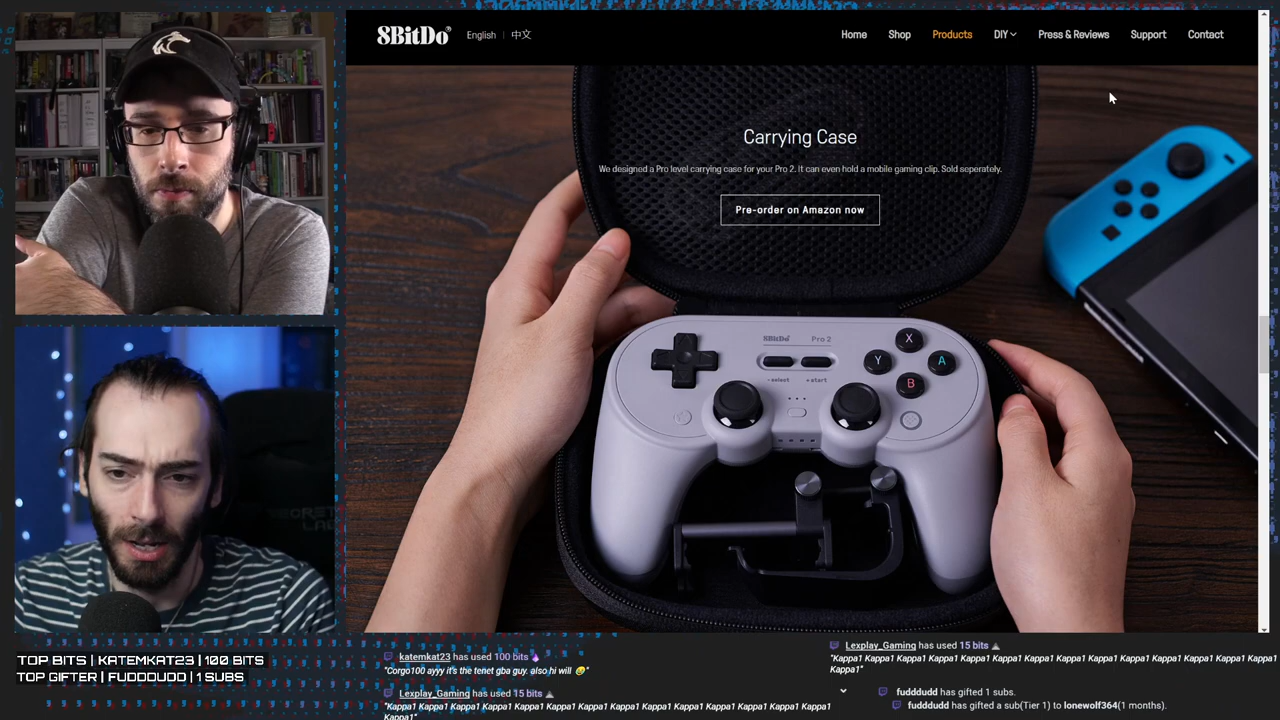 8BitDo
English | 中文
Home Shop Products DIY Press & Reviews Support Contact
Carrying Case
We designed a Pro level carrying case for your Pro 2. It can even hold a mobile gaming clip. Sold seperately.
Pre-order on Amazon now
8BitDo Pro 2
- select + start
X
Y A
B
TOP BITS | KATEMKAT23 | 100 BITS
TOP GIFTER | FUDDDUDD | 1 SUBS
katemkat23 has used 100 bits
"Corgo100 ayyy it's the tenet gba guy. also hi will 🤣"
Lexplay_Gaming has used 15 bits
"Kappa1 Kappa1 Kappa1 Kappa1 Kappa1 Kappa1 Kappa1 Kappa1 Kappa1 Kappa1 Kappa1 Kappa1 Kappa1 Kappa1
Kappa1"
Lexplay_Gaming has used 15 bits
"Kappa1 Kappa1 Kappa1 Kappa1 Kappa1 Kappa1 Kappa1 Kappa1 Kappa1 Kappa1 Kappa1 Kappa1 Kappa1 Kappa1
Kappa1"
fudddudd has gifted 1 subs.
fudddudd has gifted a sub(Tier 1) to lonewolf364(1 months).